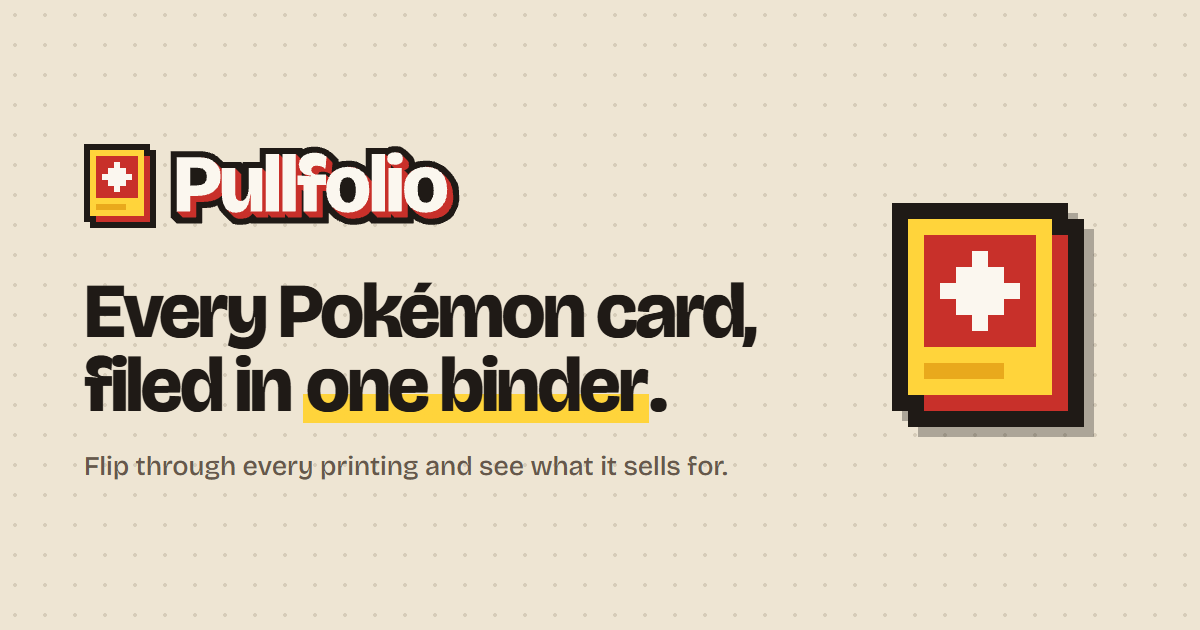 Pullfolio
Every Pokémon card,
filed in one binder.
Flip through every printing and see what it sells for.